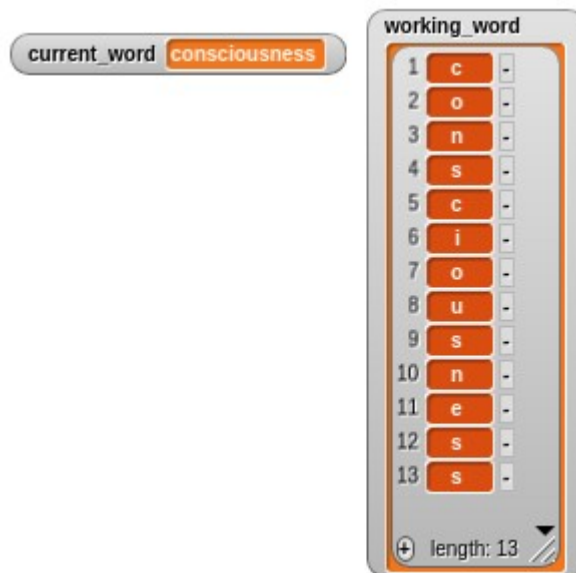 current_word consciousness
working_word
1 c -
2 o -
3 n -
4 s -
5 c -
6 i -
7 o -
8 u -
9 s -
10 n -
11 e -
12 s -
13 s -
+ length: 13